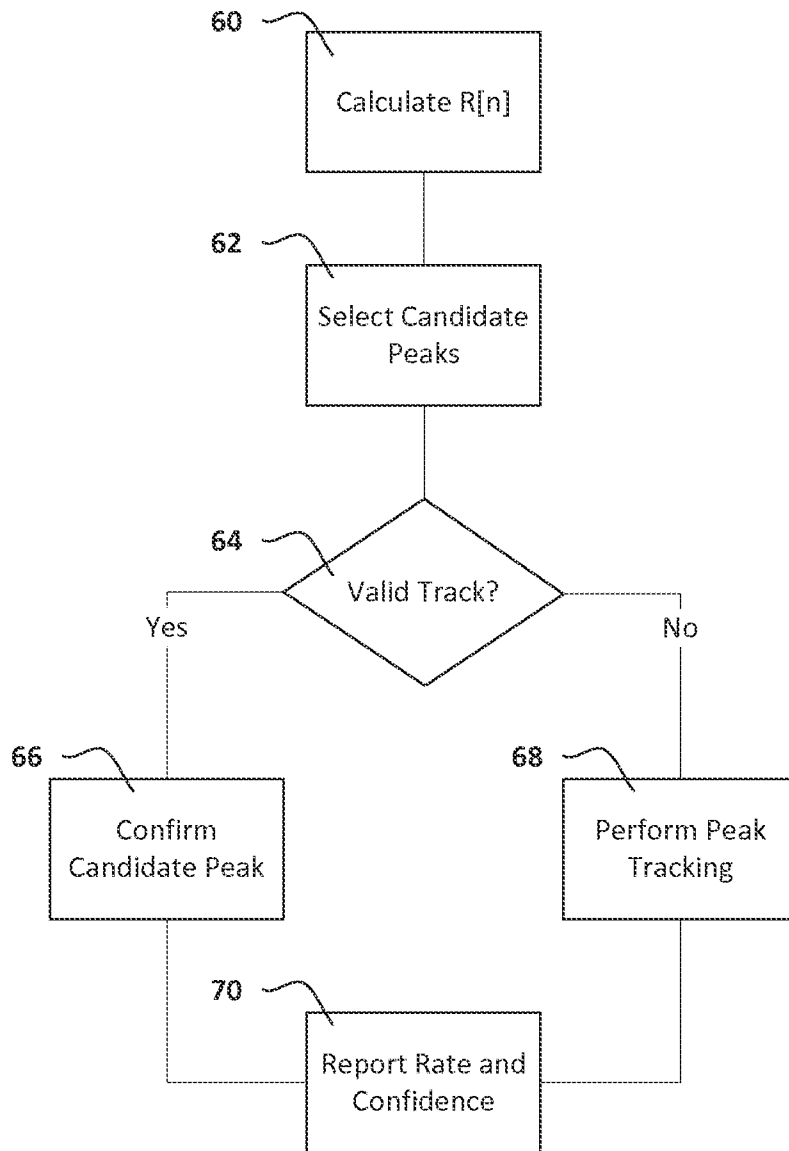 60
Calculate R[n]
62
Select Candidate
Peaks
64
Valid Track?
Yes
No
66
Confirm
Candidate Peak
68
Perform Peak
Tracking
70
Report Rate and
Confidence